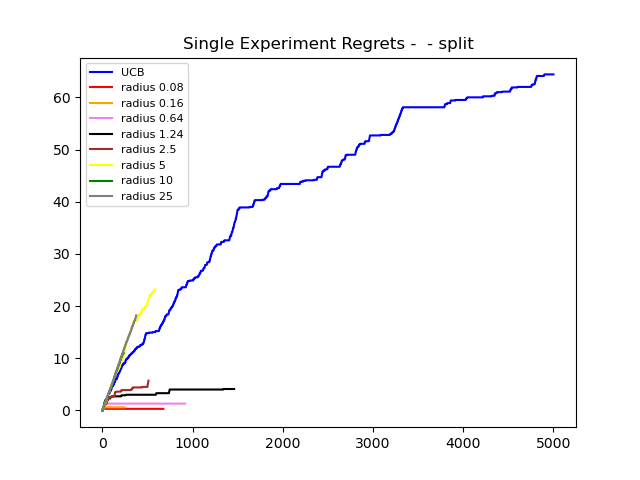 Single Experiment Regrets -  - split
UCB
radius 0.08
radius 0.16
radius 0.64
radius 1.24
radius 2.5
radius 5
radius 10
radius 25
60
50
40
30
20
10
0
0 1000 2000 3000 4000 5000